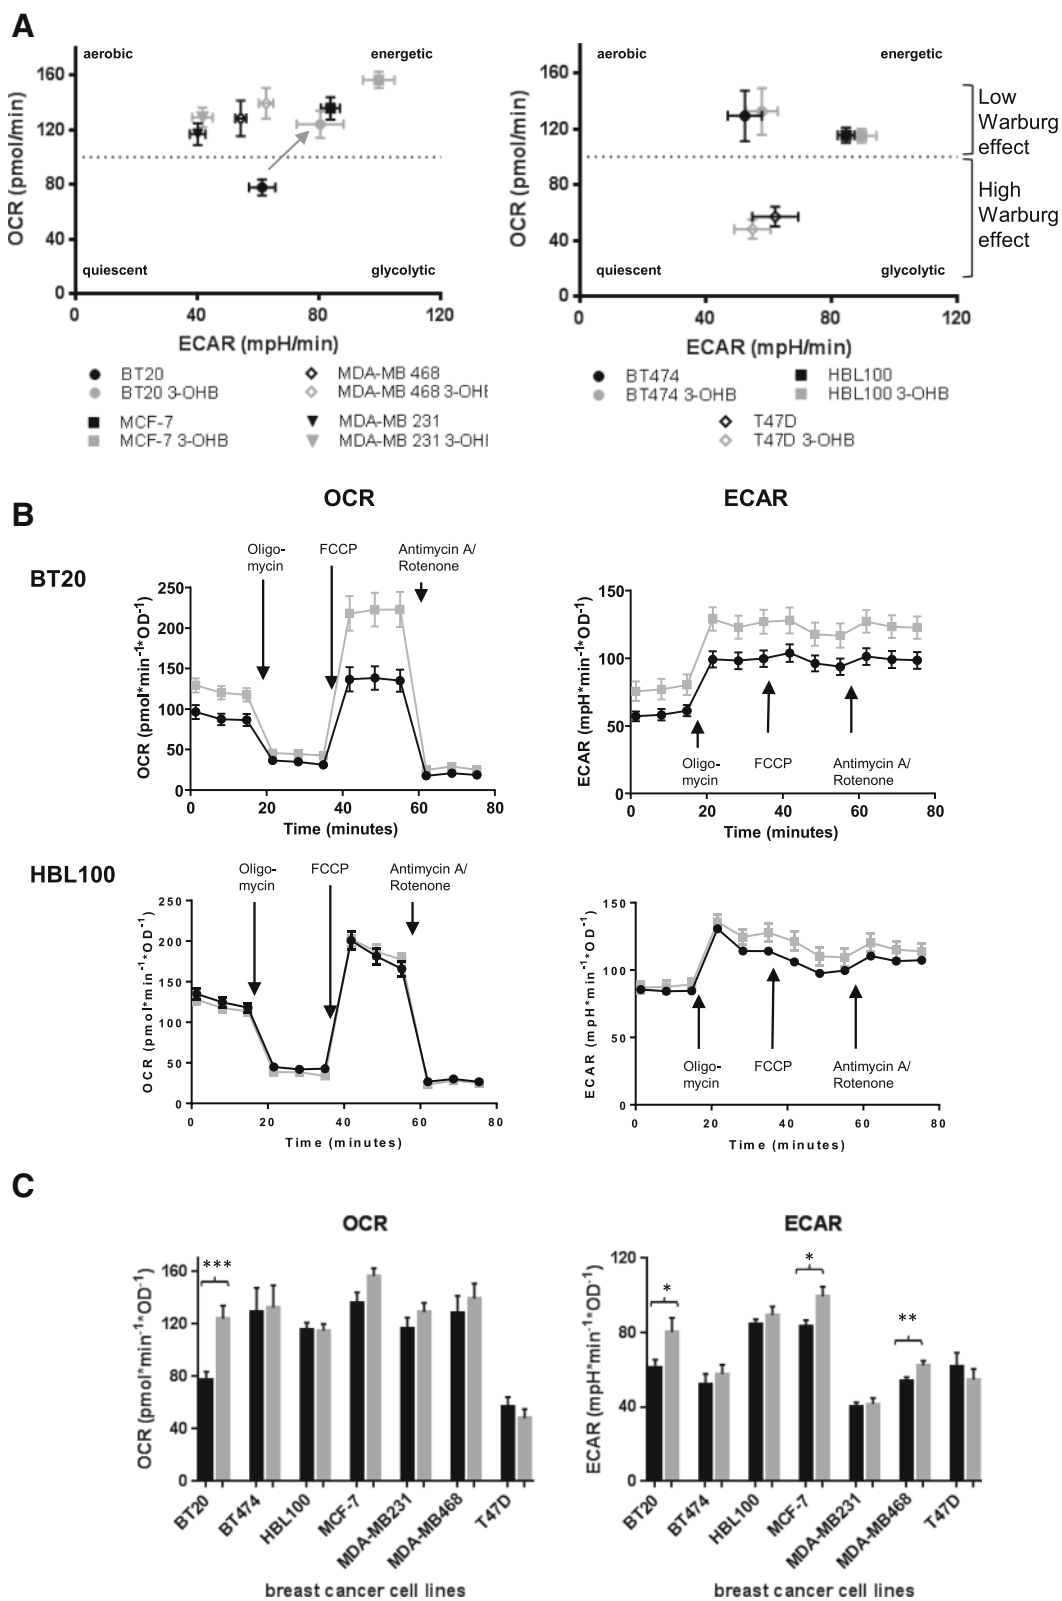 A
aerobic energetic
160
120
80
40
0
OCR (pmol/min)
quiescent glycolytic
0 40 80 120
ECAR (mpH/min)
BT20
BT20 3-OHB
MCF-7
MCF-7 3-OHB
MDA-MB 468
MDA-MB 468 3-OHE
MDA-MB 231
MDA-MB 231 3-OHI
aerobic energetic
160
120
80
40
0
OCR (pmol/min)
quiescent glycolytic
0 40 80 120
ECAR (mpH/min)
Low
Warburg
effect
High
Warburg
effect
BT474
BT474 3-OHB
HBL100
HBL100 3-OHB
T47D
T47D 3-OHB
B
OCR ECAR
BT20
Oligo-
mycin
FCCP
Antimycin A/
Rotenone
250
200
150
100
50
0
OCR (pmol*min⁻¹*OD⁻¹)
0 20 40 60 80
Time (minutes)
150
100
50
0
ECAR (mpH*min⁻¹*OD⁻¹)
Oligo-
mycin
FCCP
Antimycin A/
Rotenone
0 20 40 60 80
Time (minutes)
HBL100
Oligo-
mycin
FCCP
Antimycin A/
Rotenone
250
200
150
100
50
0
OCR (pmol*min⁻¹*OD⁻¹)
0 20 40 60 80
Time (minutes)
150
100
50
0
ECAR (mpH*min⁻¹*OD⁻¹)
Oligo-
mycin
FCCP
Antimycin A/
Rotenone
0 20 40 60 80
Time (minutes)
C
OCR
160
120
80
40
0
OCR (pmol*min⁻¹*OD⁻¹)
***
BT20 BT474 HBL100 MCF-7 MDA-MB231 MDA-MB468 T47D
breast cancer cell lines
ECAR
120
80
40
0
ECAR (mpH*min⁻¹*OD⁻¹)
* * **
BT20 BT474 HBL100 MCF-7 MDA-MB231 MDA-MB468 T47D
breast cancer cell lines